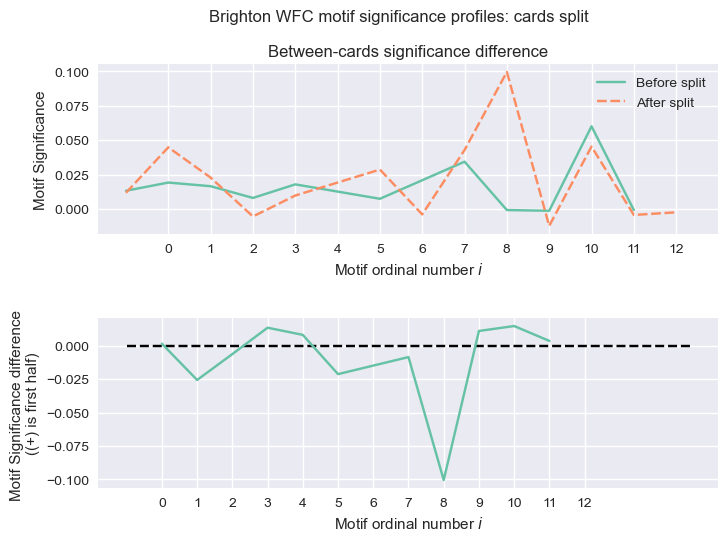 Brighton WFC motif significance profiles: cards split
Between-cards significance difference
Motif Significance
0.100
0.075
0.050
0.025
0.000
Before split
After split
0 1 2 3 4 5 6 7 8 9 10 11 12
Motif ordinal number i
Motif Significance difference
((+) is first half)
0.000
−0.025
−0.050
−0.075
−0.100
0 1 2 3 4 5 6 7 8 9 10 11 12
Motif ordinal number i